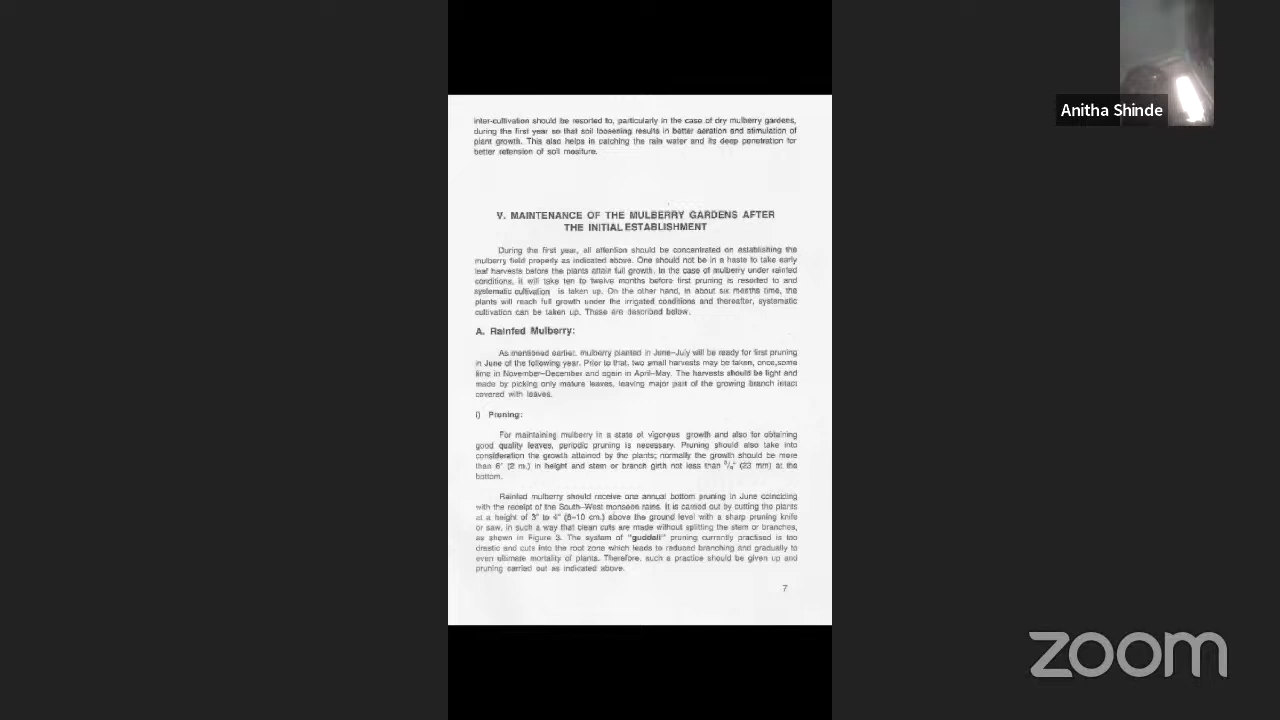 inter-cultivation should be resorted to, particularly in the case of dry mulberry gardens,
during the first year so that soil loosening results in better aeration and stimulation of
plant growth. This also helps in catching the rain water and its deep penetration for
better retension of soil mositure.
V. MAINTENANCE OF THE MULBERRY GARDENS AFTER
THE INITIAL ESTABLISHMENT
During the first year, all attention should be concentrated on establishing the
mulberry field properly as indicated above. One should not be in a haste to take early
leaf harvests before the plants attain full growth. In the case of mulberry under rainfed
conditions, it will take ten to twelve months before first pruning is resorted to and
systematic cultivation is taken up. On the other hand, in about six months time, the
plants will reach full growth under the irrigated conditions and thereafter, systematic
cultivation can be taken up. These are described below.
A. Rainfed Mulberry:
As mentioned earlier, mulberry planted in June–July will be ready for first pruning
in June of the following year. Prior to that, two small harvests may be taken, once,some
time in November–December and again in April–May. The harvests should be light and
made by picking only mature leaves, leaving major part of the growing branch intact
covered with leaves.
i) Pruning:
For maintaining mulberry in a state of vigorous growth and also for obtaining
good quality leaves, periodic pruning is necessary. Pruning should also take into
consideration the growth attained by the plants; normally the growth should be more
than 6' (2 m.) in height and stem or branch girth not less than (23 mm) at the
bottom.
Rainfed mulberry should receive one annual bottom pruning in June coinciding
with the receipt of the South–West monsoon rains. It is carried out by cutting the plants
at a height of 3" to 4" (8–10 cm.) above the ground level with a sharp pruning knife
or saw, in such a way that clean cuts are made without splitting the stem or branches,
as shown in Figure 3. The system of "guddali" pruning currently practised is too
drastic and cuts into the root zone which leads to reduced branching and gradually to
even ultimate mortality of plants. Therefore, such a practice should be given up and
pruning carried out as indicated above.
7
Anitha Shinde
zoom